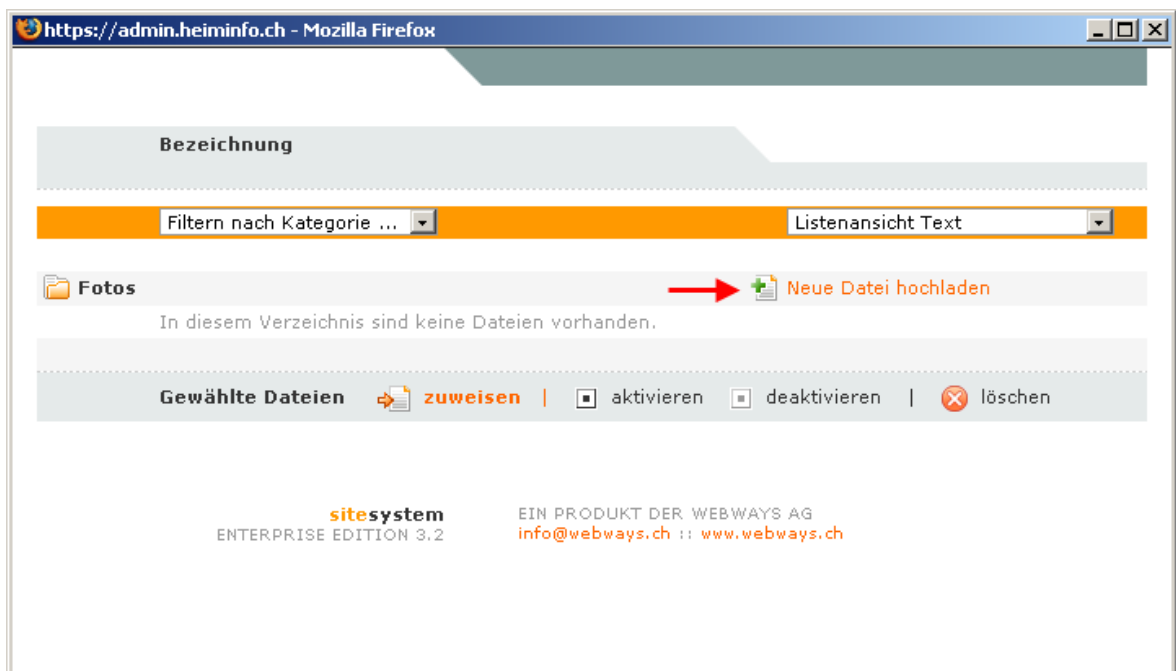 https://admin.heiminfo.ch - Mozilla Firefox
Bezeichnung
Filtern nach Kategorie ... Listenansicht Text
Fotos Neue Datei hochladen
In diesem Verzeichnis sind keine Dateien vorhanden.
Gewählte Dateien zuweisen | aktivieren deaktivieren | löschen
sitesystem EIN PRODUKT DER WEBWAYS AG
ENTERPRISE EDITION 3.2 info@webways.ch :: www.webways.ch